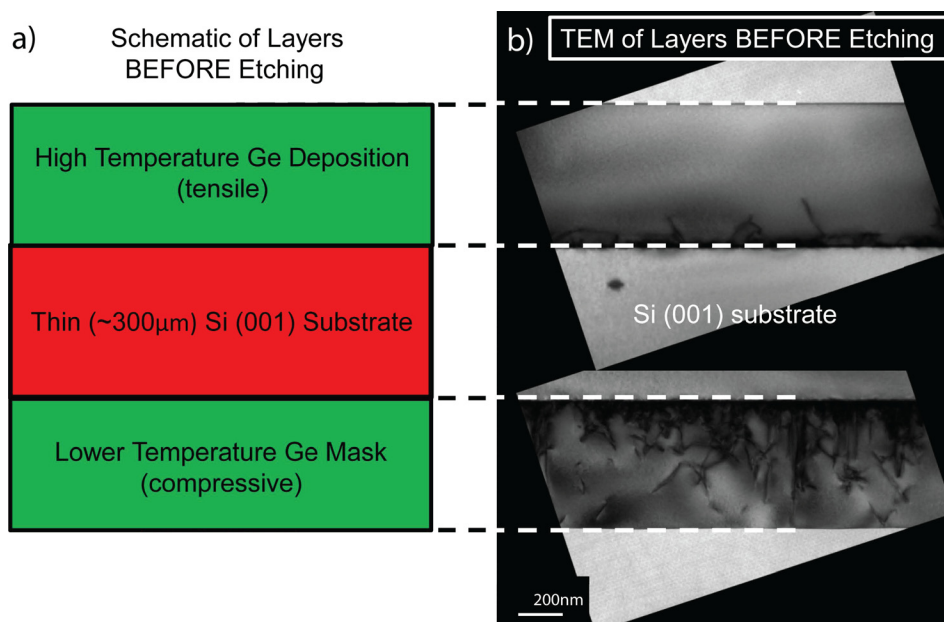 a)
Schematic of Layers
BEFORE Etching
High Temperature Ge Deposition
(tensile)
Thin (~300μm) Si (001) Substrate
Lower Temperature Ge Mask
(compressive)
b)
TEM of Layers BEFORE Etching
Si (001) substrate
200nm